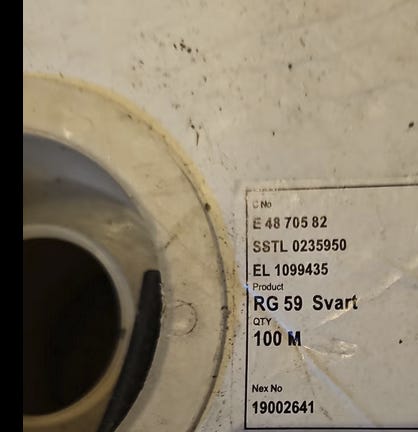 C No
E 48 705 82
SSTL 0235950
EL 1099435
Product
RG 59 Svart
QTY
100 M
Nex No
19002641